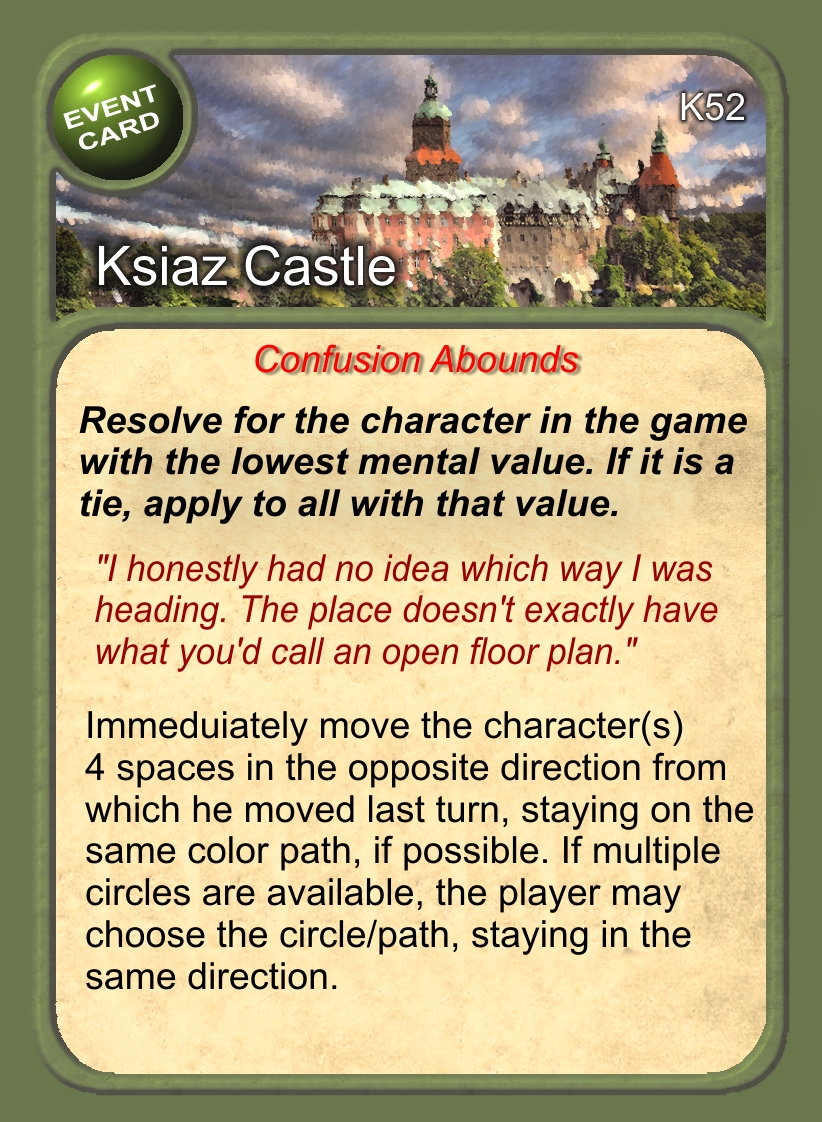 EVENT
CARD
K52
Ksiaz Castle
Confusion Abounds
Resolve for the character in the game
with the lowest mental value. If it is a
tie, apply to all with that value.
"I honestly had no idea which way I was
heading. The place doesn't exactly have
what you'd call an open floor plan."
Immeduiately move the character(s)
4 spaces in the opposite direction from
which he moved last turn, staying on the
same color path, if possible. If multiple
circles are available, the player may
choose the circle/path, staying in the
same direction.